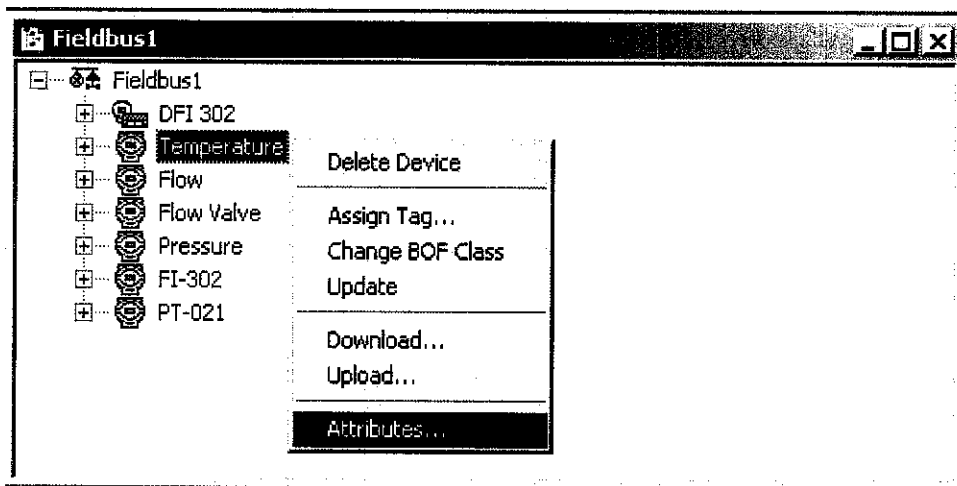 Fieldbus1
Fieldbus1
DFI 302
Temperature
Flow
Flow Valve
Pressure
FI-302
PT-021
Delete Device
Assign Tag...
Change BOF Class
Update
Download...
Upload...
Attributes...